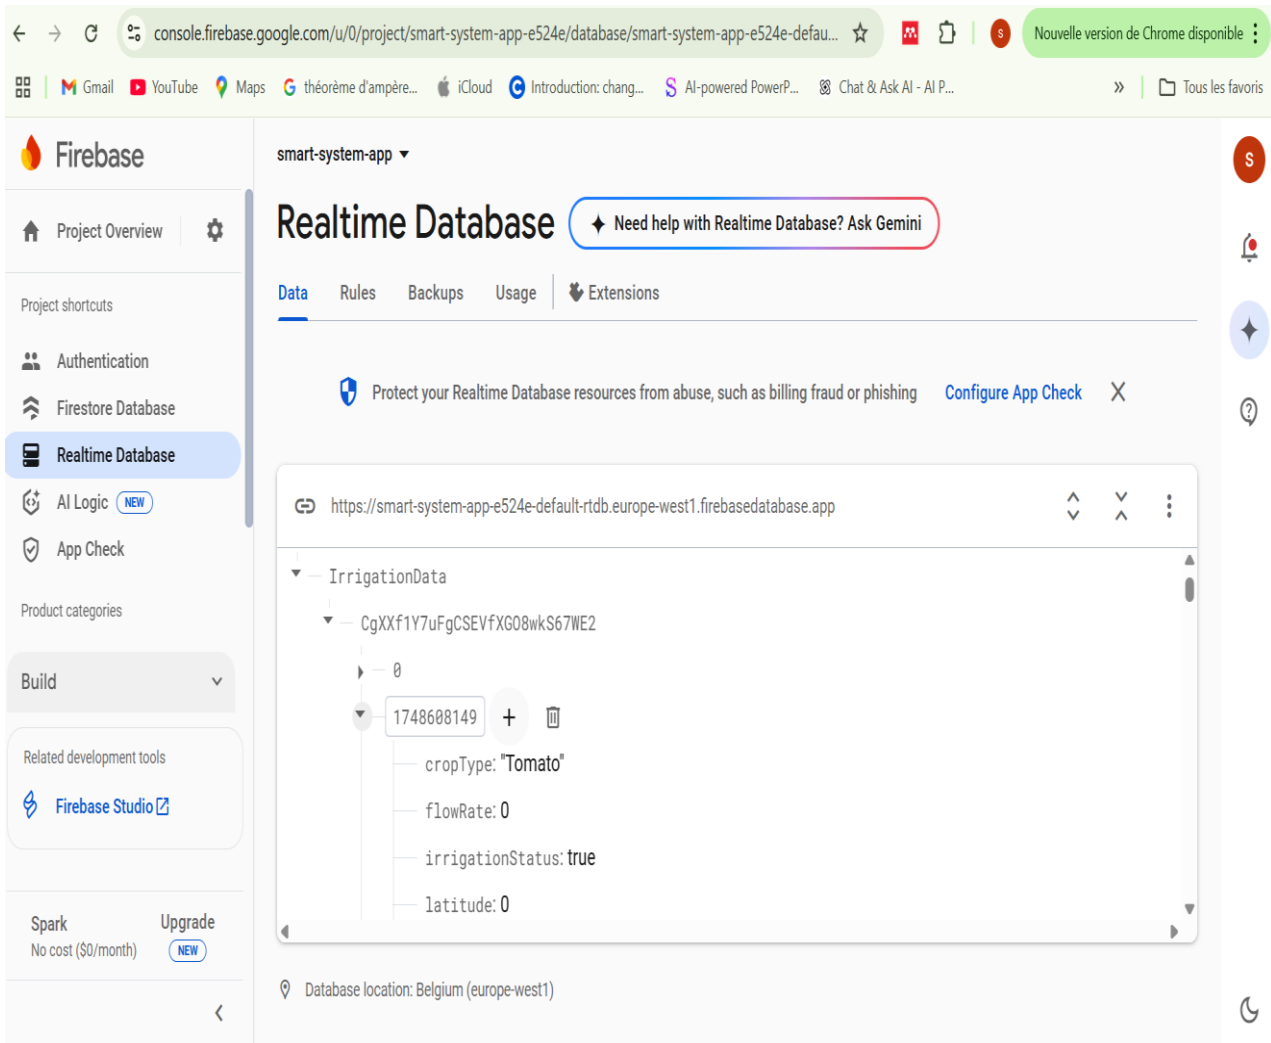 console.firebase.google.com/u/0/project/smart-system-app-e524e/database/smart-system-app-e524e-defau...
S
Nouvelle version de Chrome disponible
Gmail
YouTube
Maps
théorème d'ampère...
iCloud
Introduction: chang...
AI-powered PowerP...
Chat & Ask AI - AI P...
»
Tous les favoris
Firebase
smart-system-app
S
Project Overview
Realtime Database
Need help with Realtime Database? Ask Gemini
Data
Rules
Backups
Usage
Extensions
Project shortcuts
Authentication
Firestore Database
Realtime Database
AI Logic NEW
App Check
Protect your Realtime Database resources from abuse, such as billing fraud or phishing
Configure App Check
https://smart-system-app-e524e-default-rtdb.europe-west1.firebasedatabase.app
IrrigationData
CgXXf1Y7uFgCSEVfXGO8wkS67WE2
0
1748608149
cropType: "Tomato"
flowRate: 0
irrigationStatus: true
latitude: 0
Product categories
Build
Related development tools
Firebase Studio
Spark
No cost ($0/month)
Upgrade
NEW
Database location: Belgium (europe-west1)